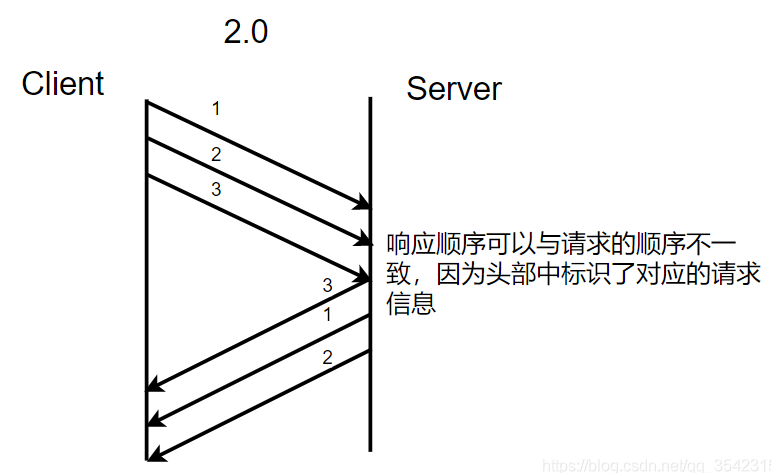 2.0
Client
Server
1
2
3
响应顺序可以与请求的顺序不一
致，因为头部中标识了对应的请求
信息
3
1
2
https://blog.csdn.net/qq_3542315